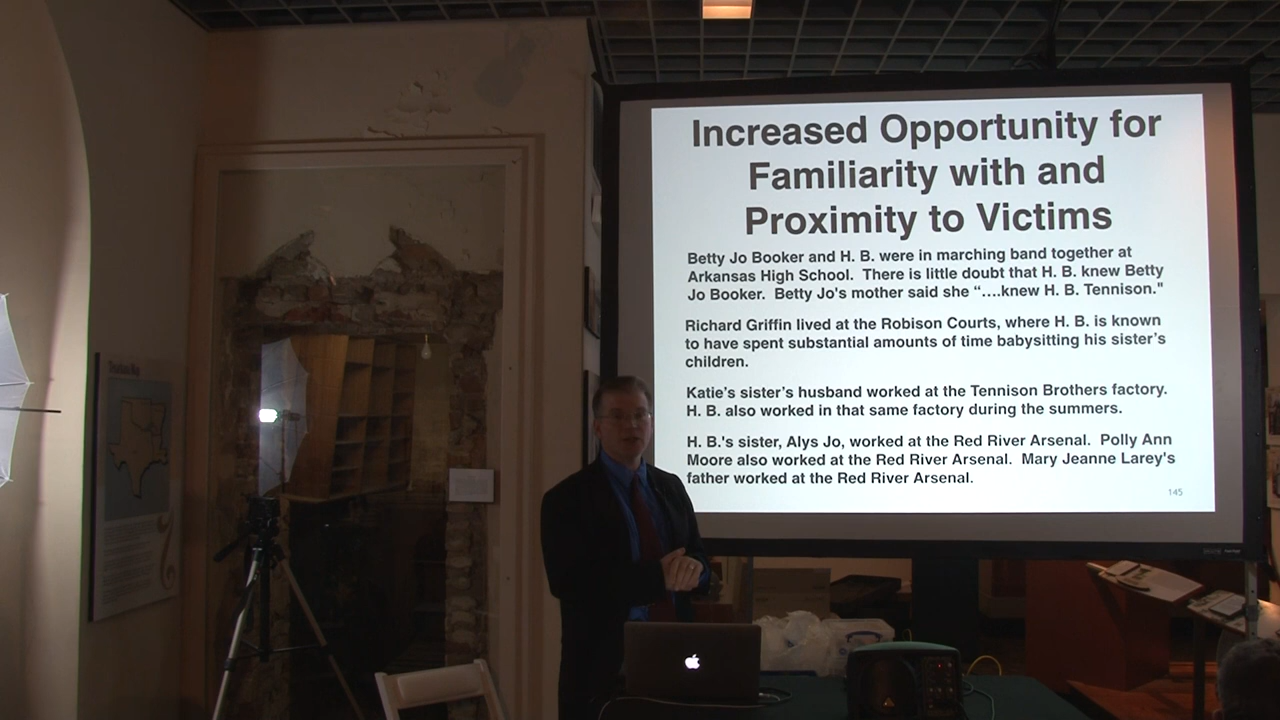 Increased Opportunity for
Familiarity with and
Proximity to Victims
Betty Jo Booker and H. B. were in marching band together at
Arkansas High School.  There is little doubt that H. B. knew Betty
Jo Booker.  Betty Jo's mother said she “….knew H. B. Tennison."
Richard Griffin lived at the Robison Courts, where H. B. is known
to have spent substantial amounts of time babysitting his sister’s
children.
Katie’s sister’s husband worked at the Tennison Brothers factory.
H. B. also worked in that same factory during the summers.
H. B.'s sister, Alys Jo, worked at the Red River Arsenal.  Polly Ann
Moore also worked at the Red River Arsenal.  Mary Jeanne Larey's
father worked at the Red River Arsenal.
145